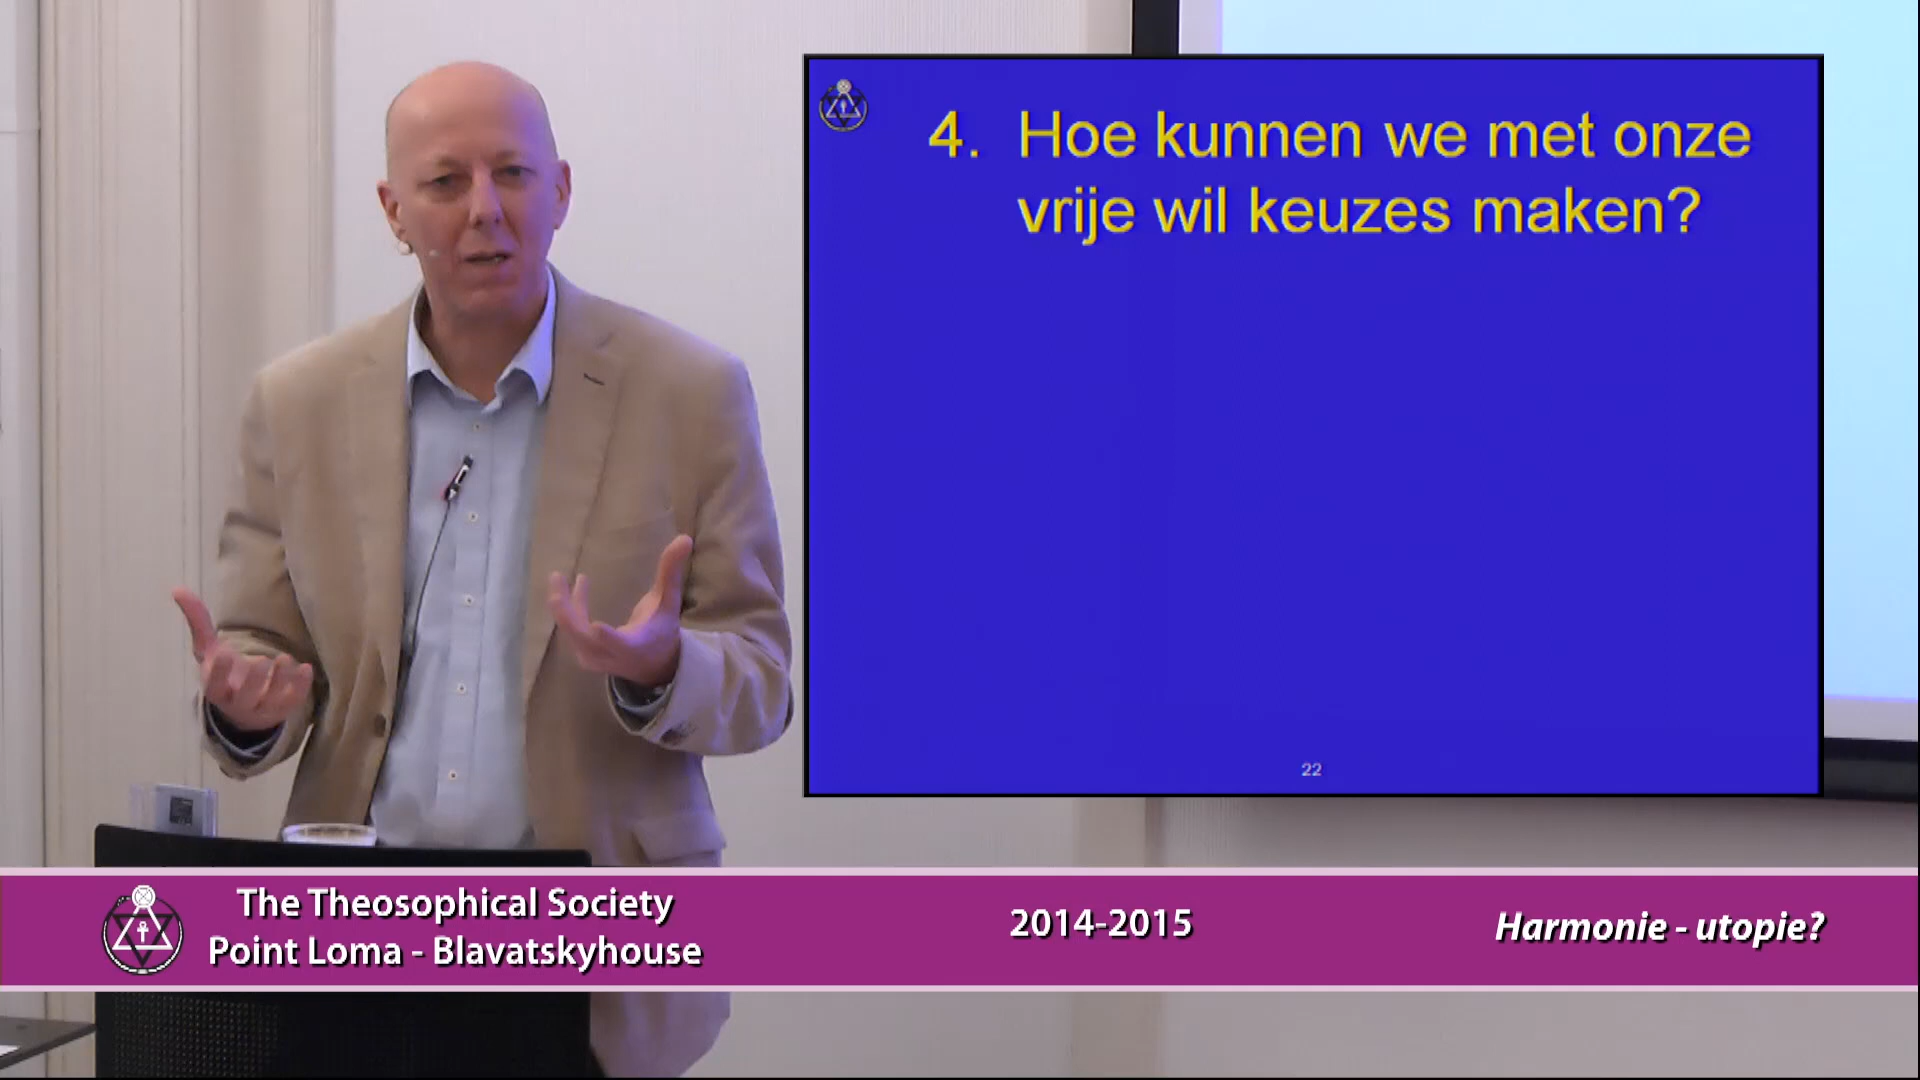 4. Hoe kunnen we met onze
vrije wil keuzes maken?
22
The Theosophical Society
Point Loma - Blavatskyhouse
2014-2015
Harmonie - utopie?